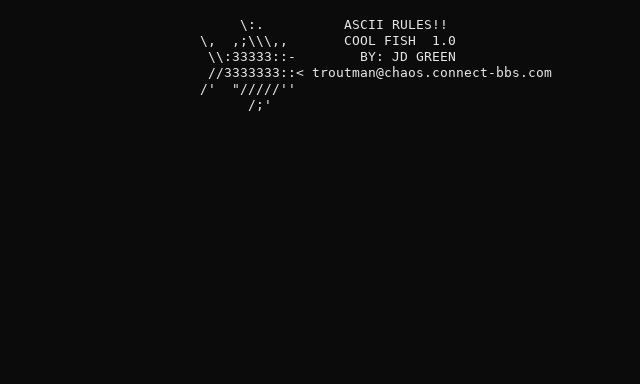 \:.          ASCII RULES!!
\,  ,;\\\,,       COOL FISH  1.0
 \\:33333::-        BY: JD GREEN
 //3333333::< troutman@chaos.connect-bbs.com
/'  "/////''
      /;'